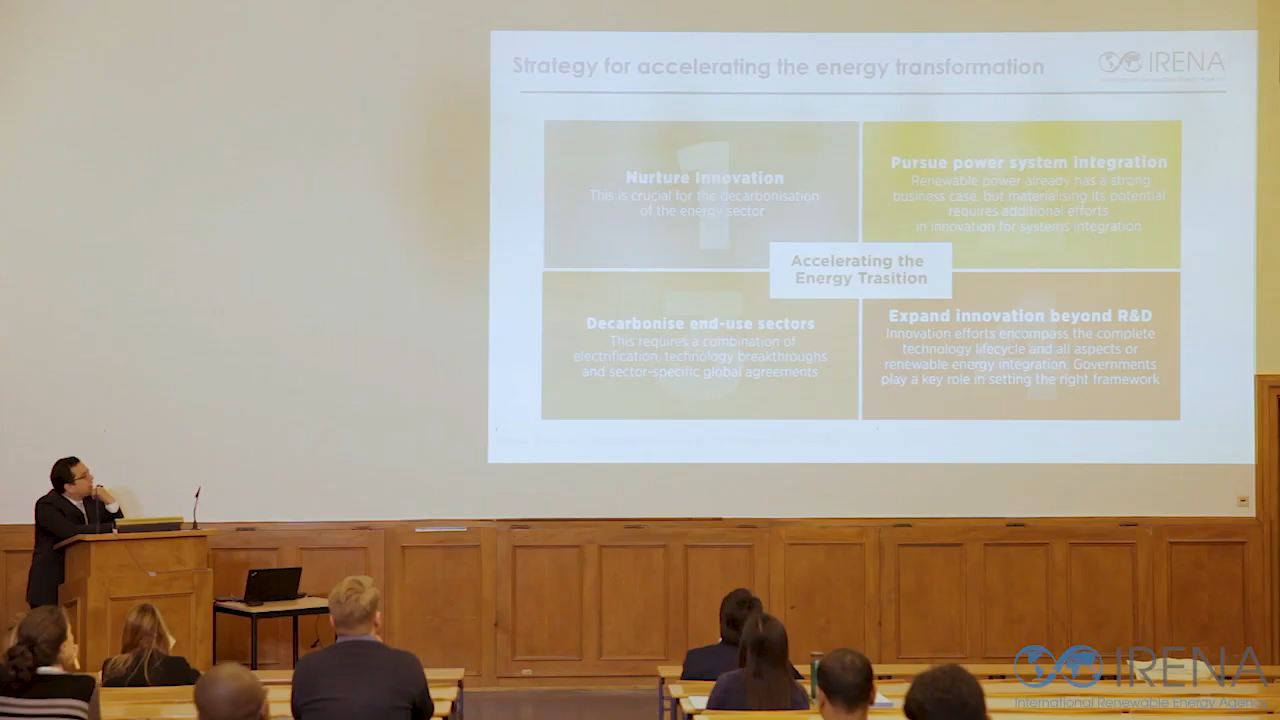 Strategy for accelerating the energy transformation
IRENA
Nurture Innovation
This is crucial for the decarbonisation
of the energy sector
Pursue power system integration
Renewable power already has a strong
business case, but materialising its potential
requires additional efforts
in innovation for systems integration
Accelerating the
Energy Trasition
Decarbonise end-use sectors
This requires a combination of
electrification, technology breakthroughs
and sector-specific global agreements
Expand innovation beyond R&D
Innovation efforts encompass the complete
technology lifecycle and all aspects or
renewable energy integration. Governments
play a key role in setting the right framework
IRENA
International Renewable Energy Agency